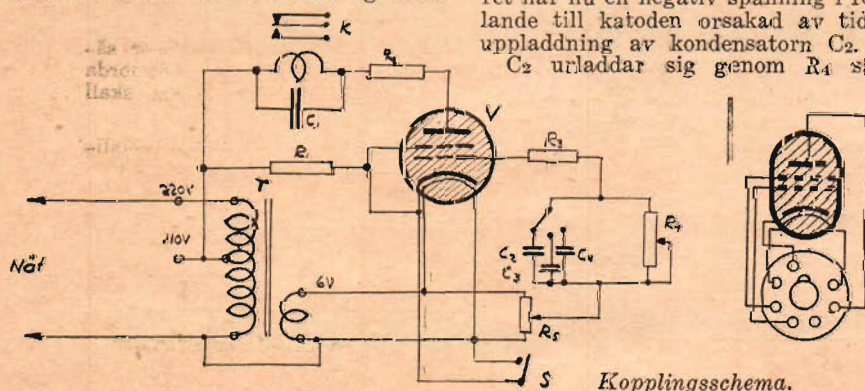 ret har nu en negativ spänning i fö
lande till katoden orsakad av tid
uppladdning av kondensatorn C₂.
C₂ urladdar sig genom R₄ s
K
C₁
V
R₁
R₃
220V
T
110V
R₄
C₂
C₄
C₃
Nät
6V
R₅
S
Kopplingsschema.